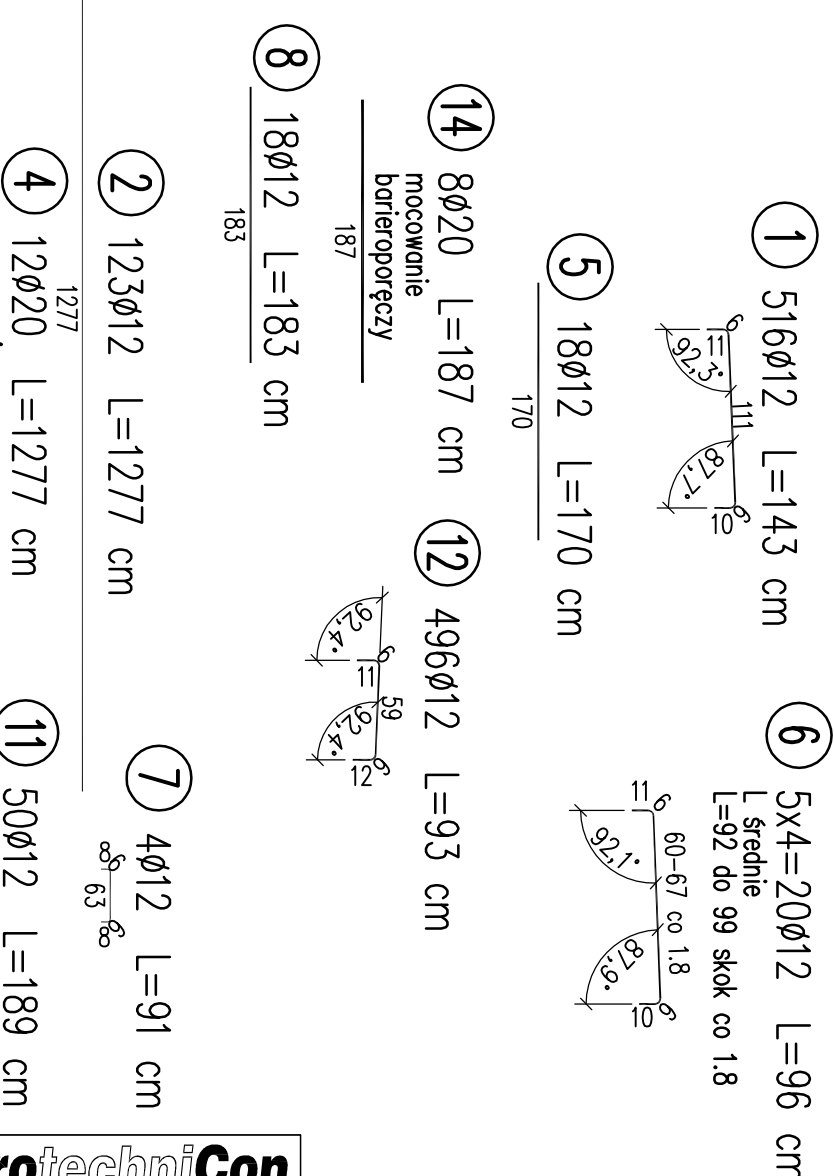 1
516ø12 L=143 cm
6
11
92,3°
111
87,7°
6
10
6
5x4=20ø12 L=96 cm
L średnie
L=92 do 99 skok co 1.8
6
11
92,1°
60-67 co 1.8
87,9°
6
10
5
18ø12 L=170 cm
170
14
8ø20 L=187 cm
mocowanie
barieroporęczy
187
12
496ø12 L=93 cm
92,4°
6
11
59
92,4°
6
12
8
18ø12 L=183 cm
183
2
123ø12 L=1277 cm
1277
7
4ø12 L=91 cm
6
8
63
6
8
4
12ø20 L=1277 cm
11
50ø12 L=189 cm
rotechniCon